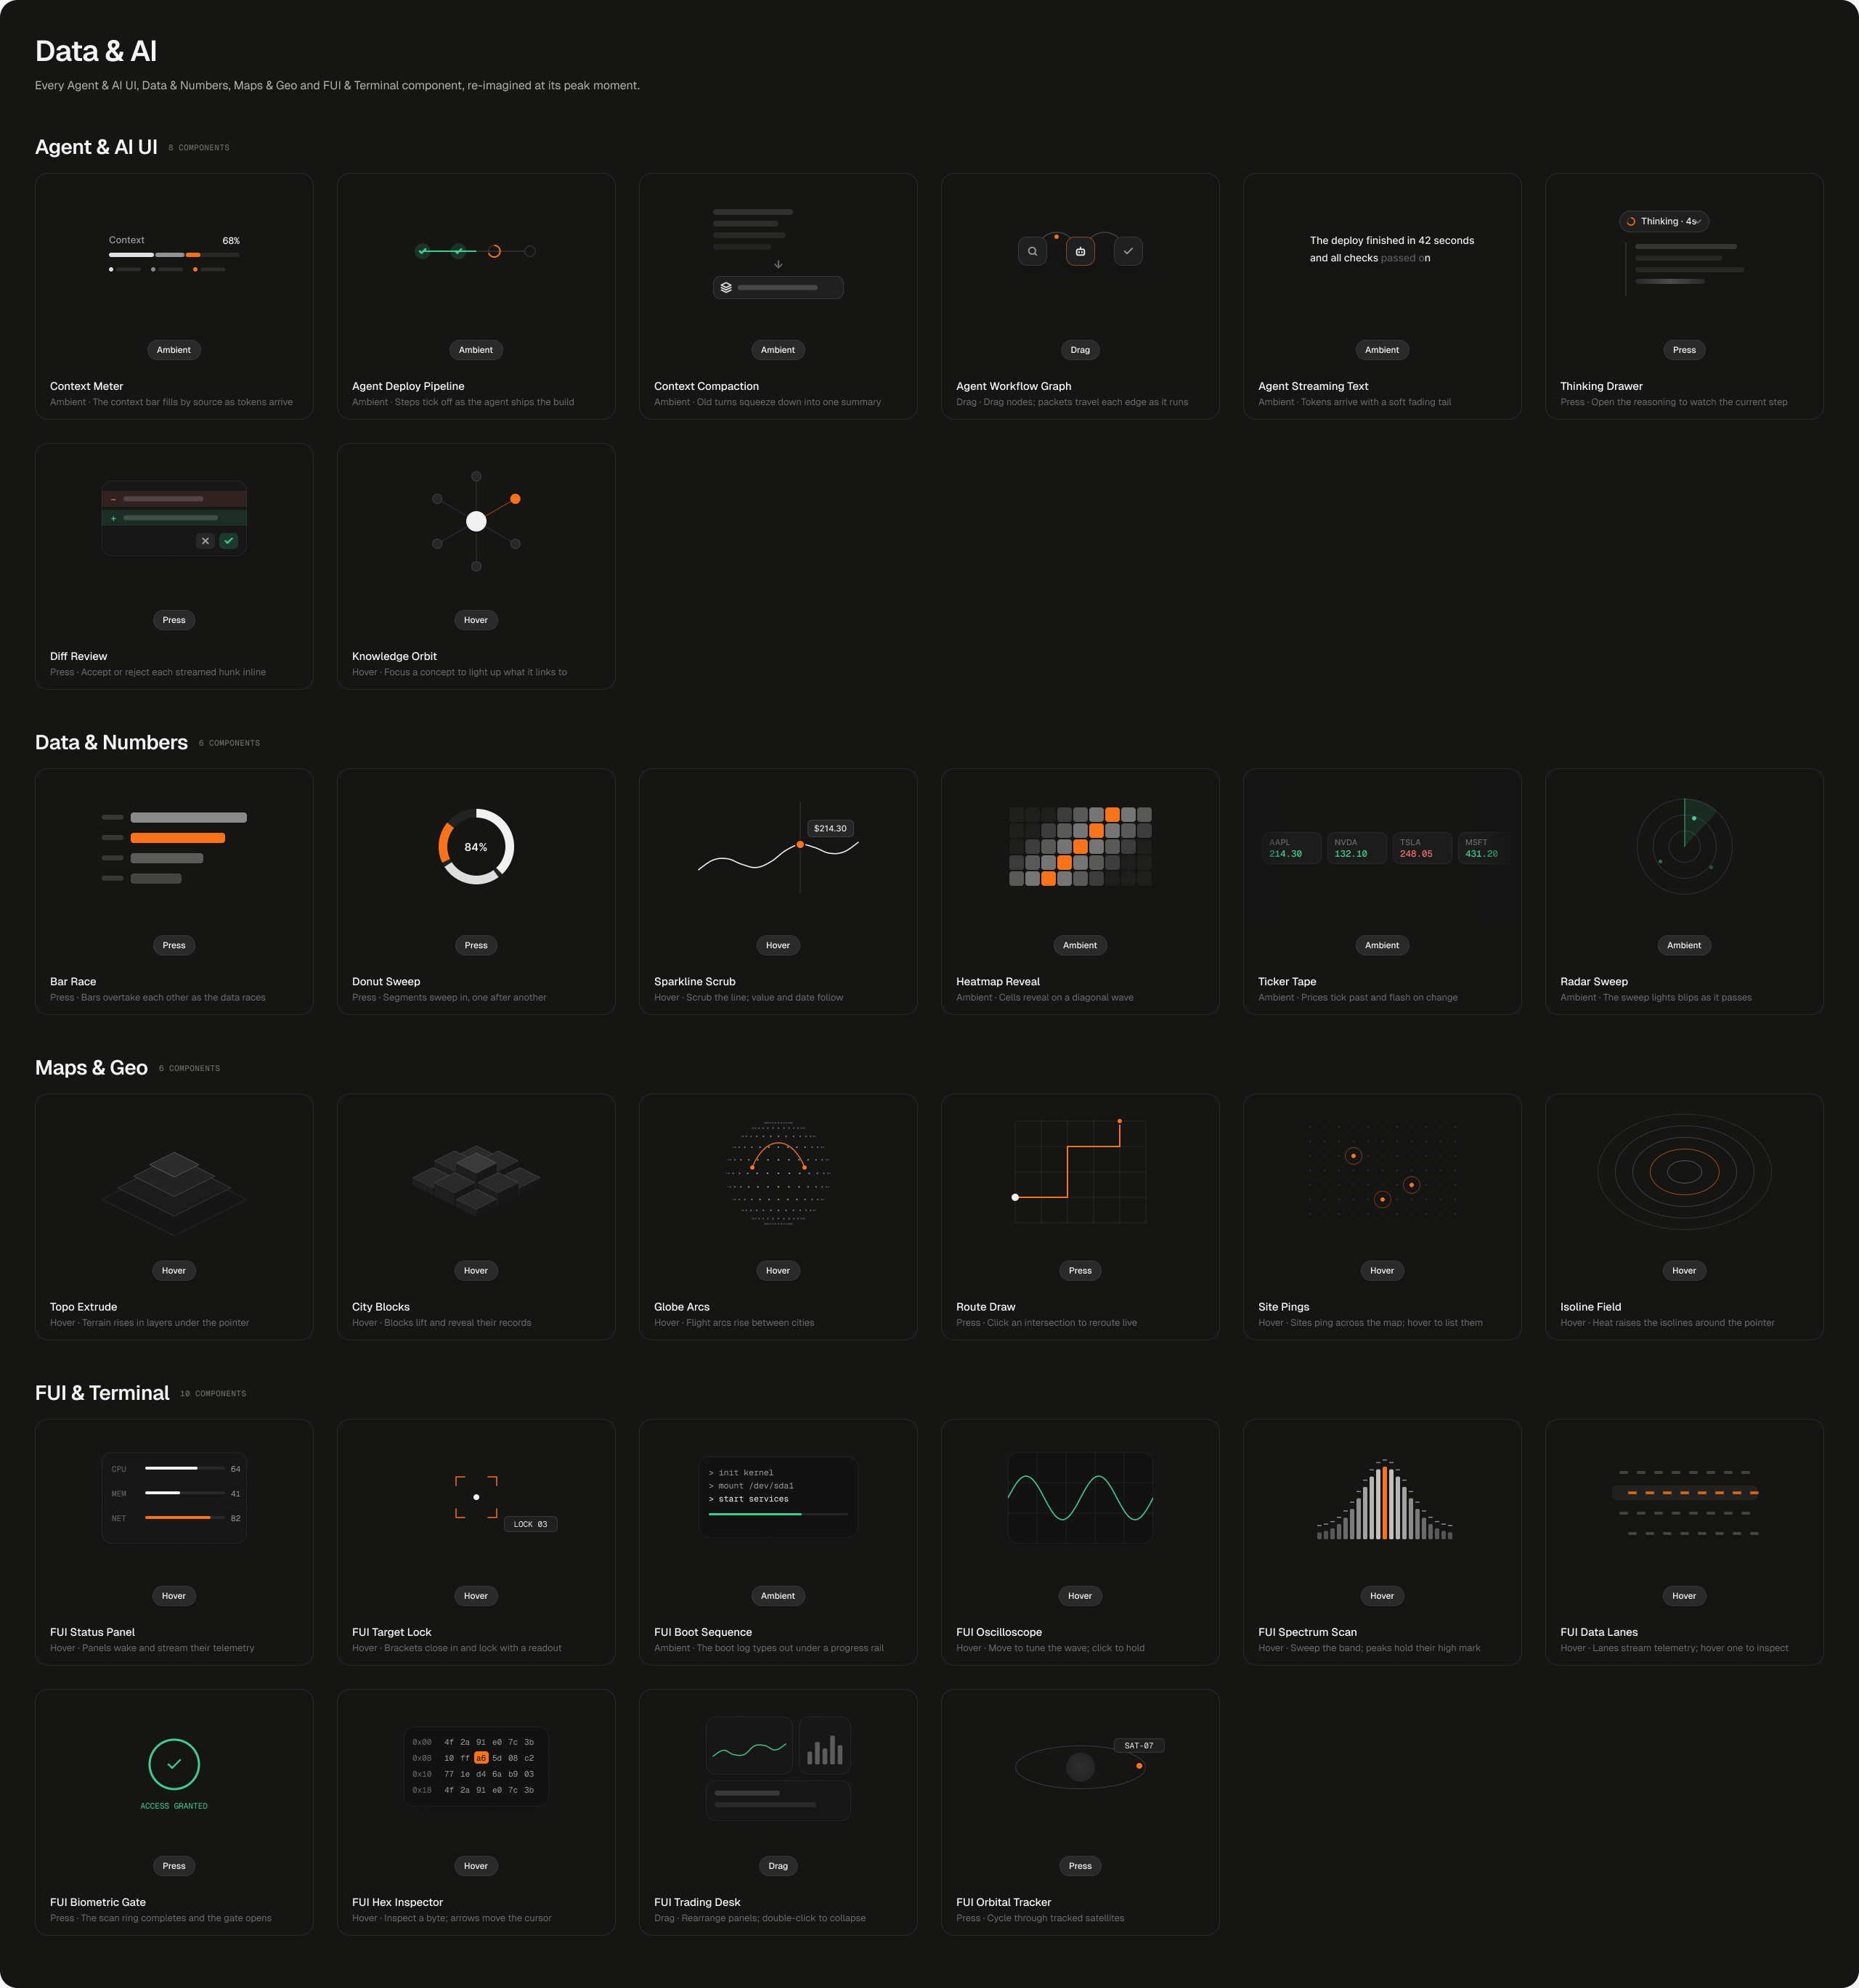 Data & AI
Every Agent & AI UI, Data & Numbers, Maps & Geo and FUI & Terminal component, re-imagined at its peak moment.
Agent & AI UI 8 COMPONENTS
Context 68%
Ambient
Context Meter
Ambient · The context bar fills by source as tokens arrive
Ambient
Agent Deploy Pipeline
Ambient · Steps tick off as the agent ships the build
Ambient
Context Compaction
Ambient · Old turns squeeze down into one summary
Drag
Agent Workflow Graph
Drag · Drag nodes; packets travel each edge as it runs
The deploy finished in 42 seconds
and all checks passed on
Ambient
Agent Streaming Text
Ambient · Tokens arrive with a soft fading tail
Thinking · 4s
Press
Thinking Drawer
Press · Open the reasoning to watch the current step
Press
Diff Review
Press · Accept or reject each streamed hunk inline
Hover
Knowledge Orbit
Hover · Focus a concept to light up what it links to
Data & Numbers 6 COMPONENTS
Press
Bar Race
Press · Bars overtake each other as the data races
84%
Press
Donut Sweep
Press · Segments sweep in, one after another
$214.30
Hover
Sparkline Scrub
Hover · Scrub the line; value and date follow
Ambient
Heatmap Reveal
Ambient · Cells reveal on a diagonal wave
AAPL NVDA TSLA MSFT
214.30 132.10 248.05 431.20
Ambient
Ticker Tape
Ambient · Prices tick past and flash on change
Ambient
Radar Sweep
Ambient · The sweep lights blips as it passes
Maps & Geo 6 COMPONENTS
Hover
Topo Extrude
Hover · Terrain rises in layers under the pointer
Hover
City Blocks
Hover · Blocks lift and reveal their records
Hover
Globe Arcs
Hover · Flight arcs rise between cities
Press
Route Draw
Press · Click an intersection to reroute live
Hover
Site Pings
Hover · Sites ping across the map; hover to list them
Hover
Isoline Field
Hover · Heat raises the isolines around the pointer
FUI & Terminal 10 COMPONENTS
CPU 64
MEM 41
NET 82
Hover
FUI Status Panel
Hover · Panels wake and stream their telemetry
LOCK 03
Hover
FUI Target Lock
Hover · Brackets close in and lock with a readout
> init kernel
> mount /dev/sda1
> start services
Ambient
FUI Boot Sequence
Ambient · The boot log types out under a progress rail
Hover
FUI Oscilloscope
Hover · Move to tune the wave; click to hold
Hover
FUI Spectrum Scan
Hover · Sweep the band; peaks hold their high mark
Hover
FUI Data Lanes
Hover · Lanes stream telemetry; hover one to inspect
ACCESS GRANTED
Press
FUI Biometric Gate
Press · The scan ring completes and the gate opens
0x00 4f 2a 91 e0 7c 3b
0x08 10 ff a6 5d 08 c2
0x10 77 1e d4 6a b9 03
0x18 4f 2a 91 e0 7c 3b
Hover
FUI Hex Inspector
Hover · Inspect a byte; arrows move the cursor
Drag
FUI Trading Desk
Drag · Rearrange panels; double-click to collapse
SAT-07
Press
FUI Orbital Tracker
Press · Cycle through tracked satellites